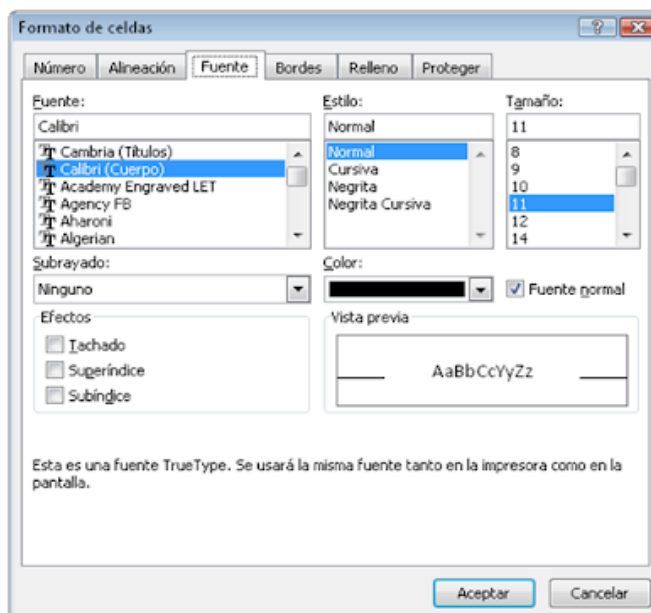 Formato de celdas
Número Alineación Fuente Bordes Relleno Proteger
Fuente: Estilo: Tamaño:
Calibri Normal 11
Cambria (Títulos) Normal 8
Calibri (Cuerpo) Cursiva 9
Academy Engraved LET Negrita 10
Agency FB Negrita Cursiva 11
Aharoni 12
Algerian 14
Subrayado: Color:
Ninguno Fuente normal
Efectos Vista previa
Tachado
Superíndice AaBbCcYyZz
Subíndice
Esta es una fuente TrueType. Se usará la misma fuente tanto en la impresora como en la
pantalla.
Aceptar Cancelar